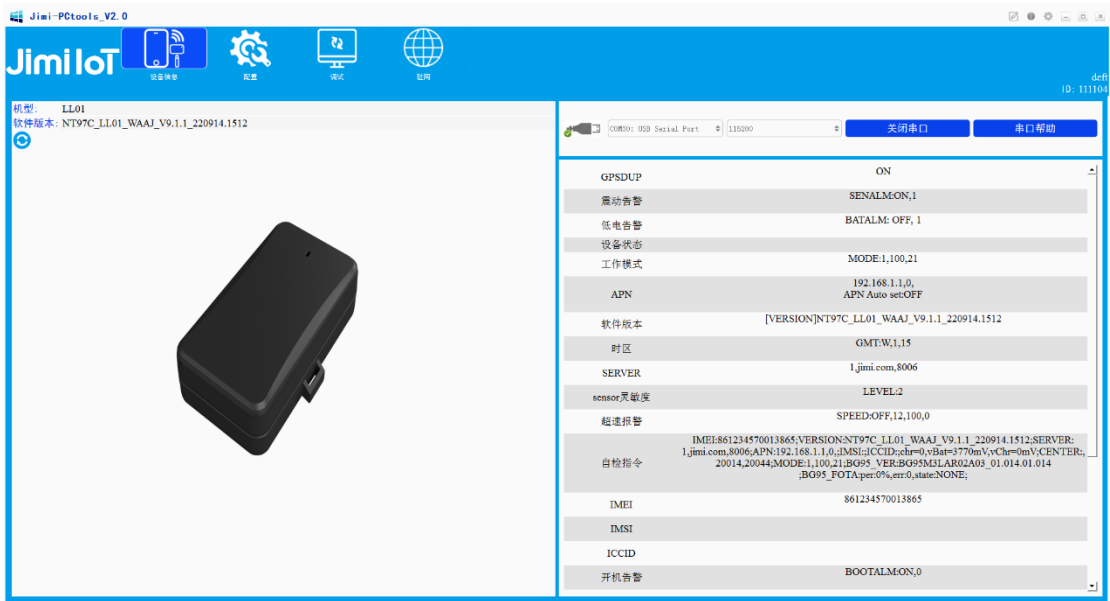 Jimi-PCtools_V2.0
Jimi IoT
设备信息
配置
调试
联网
dcft
ID: 111104
机型: LL01
软件版本: NT97C_LL01_WAAJ_V9.1.1_220914.1512
COM30: USB Serial Port 115200 关闭串口 串口帮助
GPSDUP ON
震动告警 SENALM:ON,1
低电告警 BATALM: OFF, 1
设备状态
工作模式 MODE:1,100,21
APN 192.168.1.1,0,
APN Auto set:OFF
软件版本 [VERSION]NT97C_LL01_WAAJ_V9.1.1_220914.1512
时区 GMT:W,1,15
SERVER 1,jimi.com,8006
sensor灵敏度 LEVEL:2
超速报警 SPEED:OFF,12,100,0
自检指令 IMEI:861234570013865;VERSION:NT97C_LL01_WAAJ_V9.1.1_220914.1512;SERVER:
1,jimi.com,8006;APN:192.168.1.1,0,;IMSI:;ICCID:;chr=0,vBat=3770mV,vChr=0mV;CENTER:,
20014,20044;MODE:1,100,21;BG95_VER:BG95M3LAR02A03_01.014.01.014
;BG95_FOTA:per:0%,err:0,state:NONE;
IMEI 861234570013865
IMSI
ICCID
开机告警 BOOTALM:ON,0